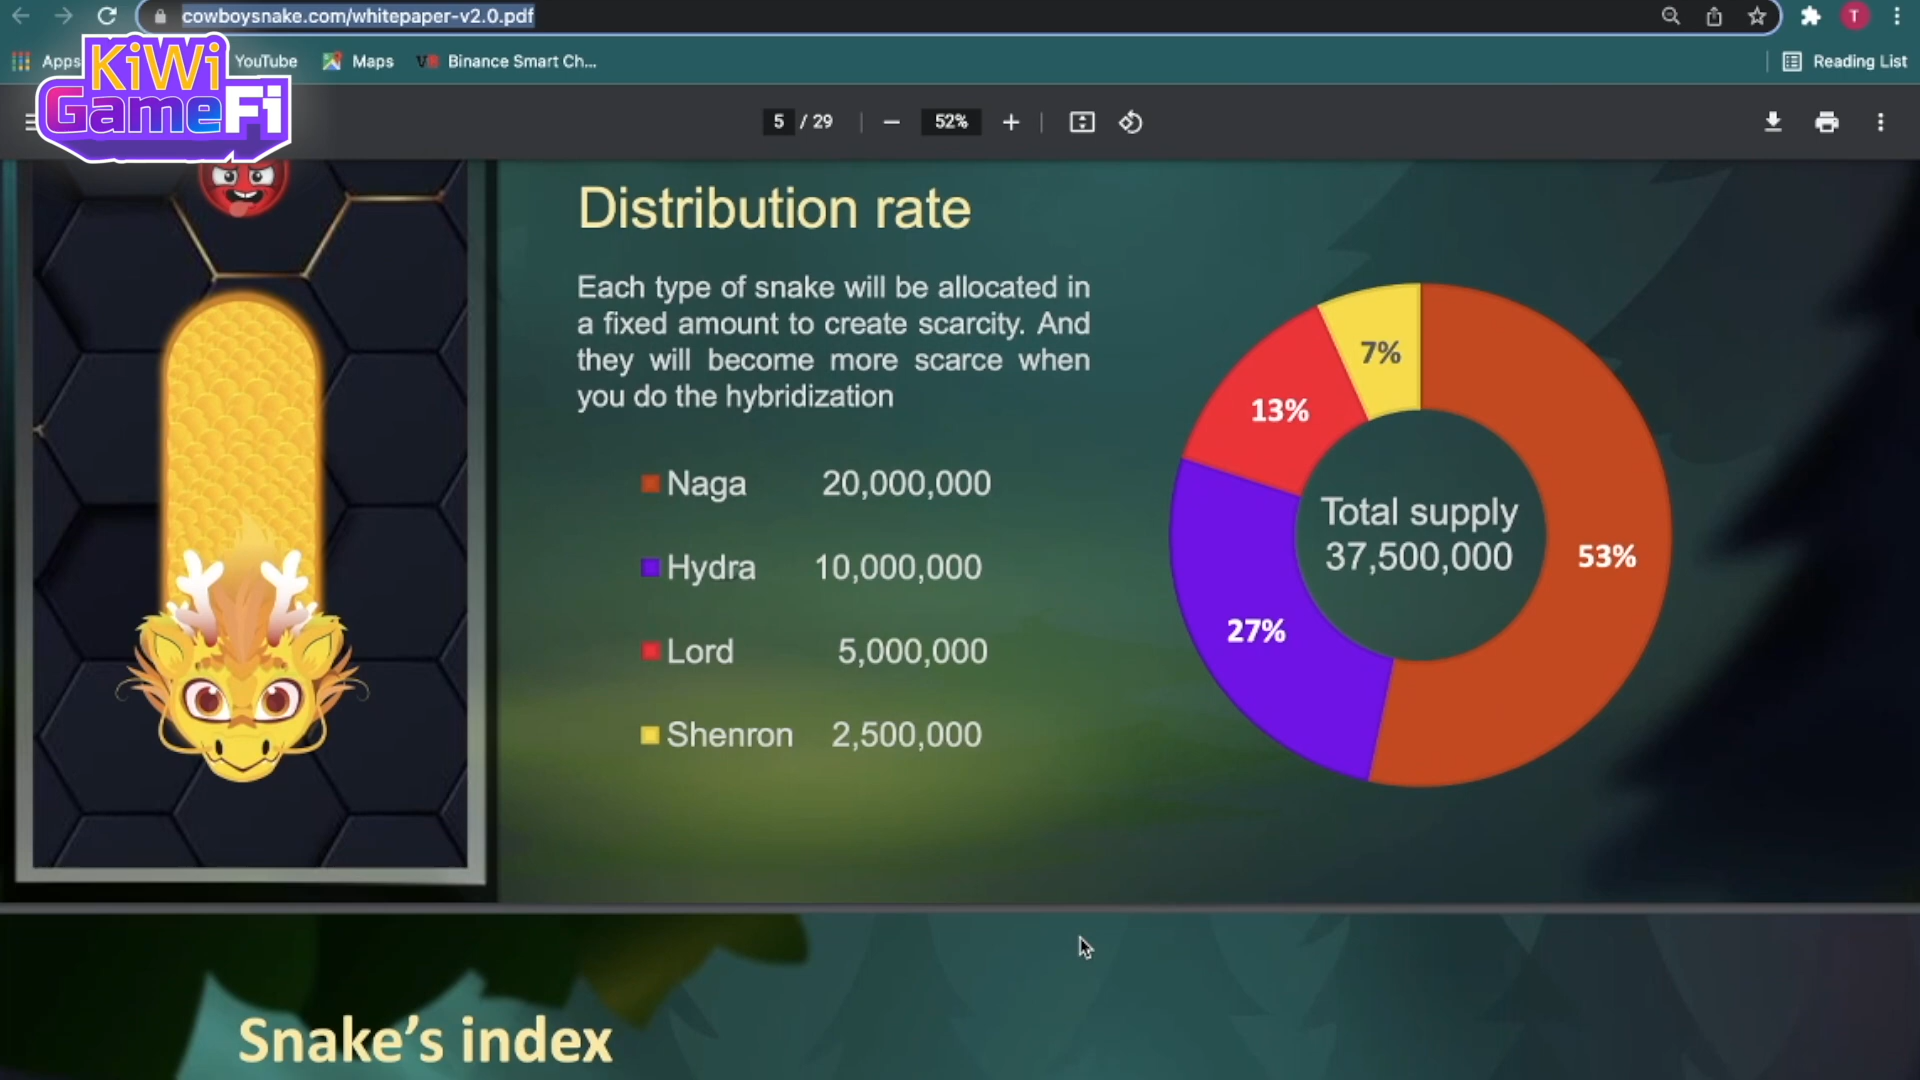 cowboysnake.com/whitepaper-v2.0.pdf
T
Apps
YouTube
Maps
Binance Smart Ch...
Reading List
KiWi
GameFi
5 / 29
52%
Distribution rate
Each type of snake will be allocated in
a fixed amount to create scarcity. And
they will become more scarce when
you do the hybridization
Naga 20,000,000
Hydra 10,000,000
Lord 5,000,000
Shenron 2,500,000
7%
13%
27%
53%
Total supply
37,500,000
Snake’s index